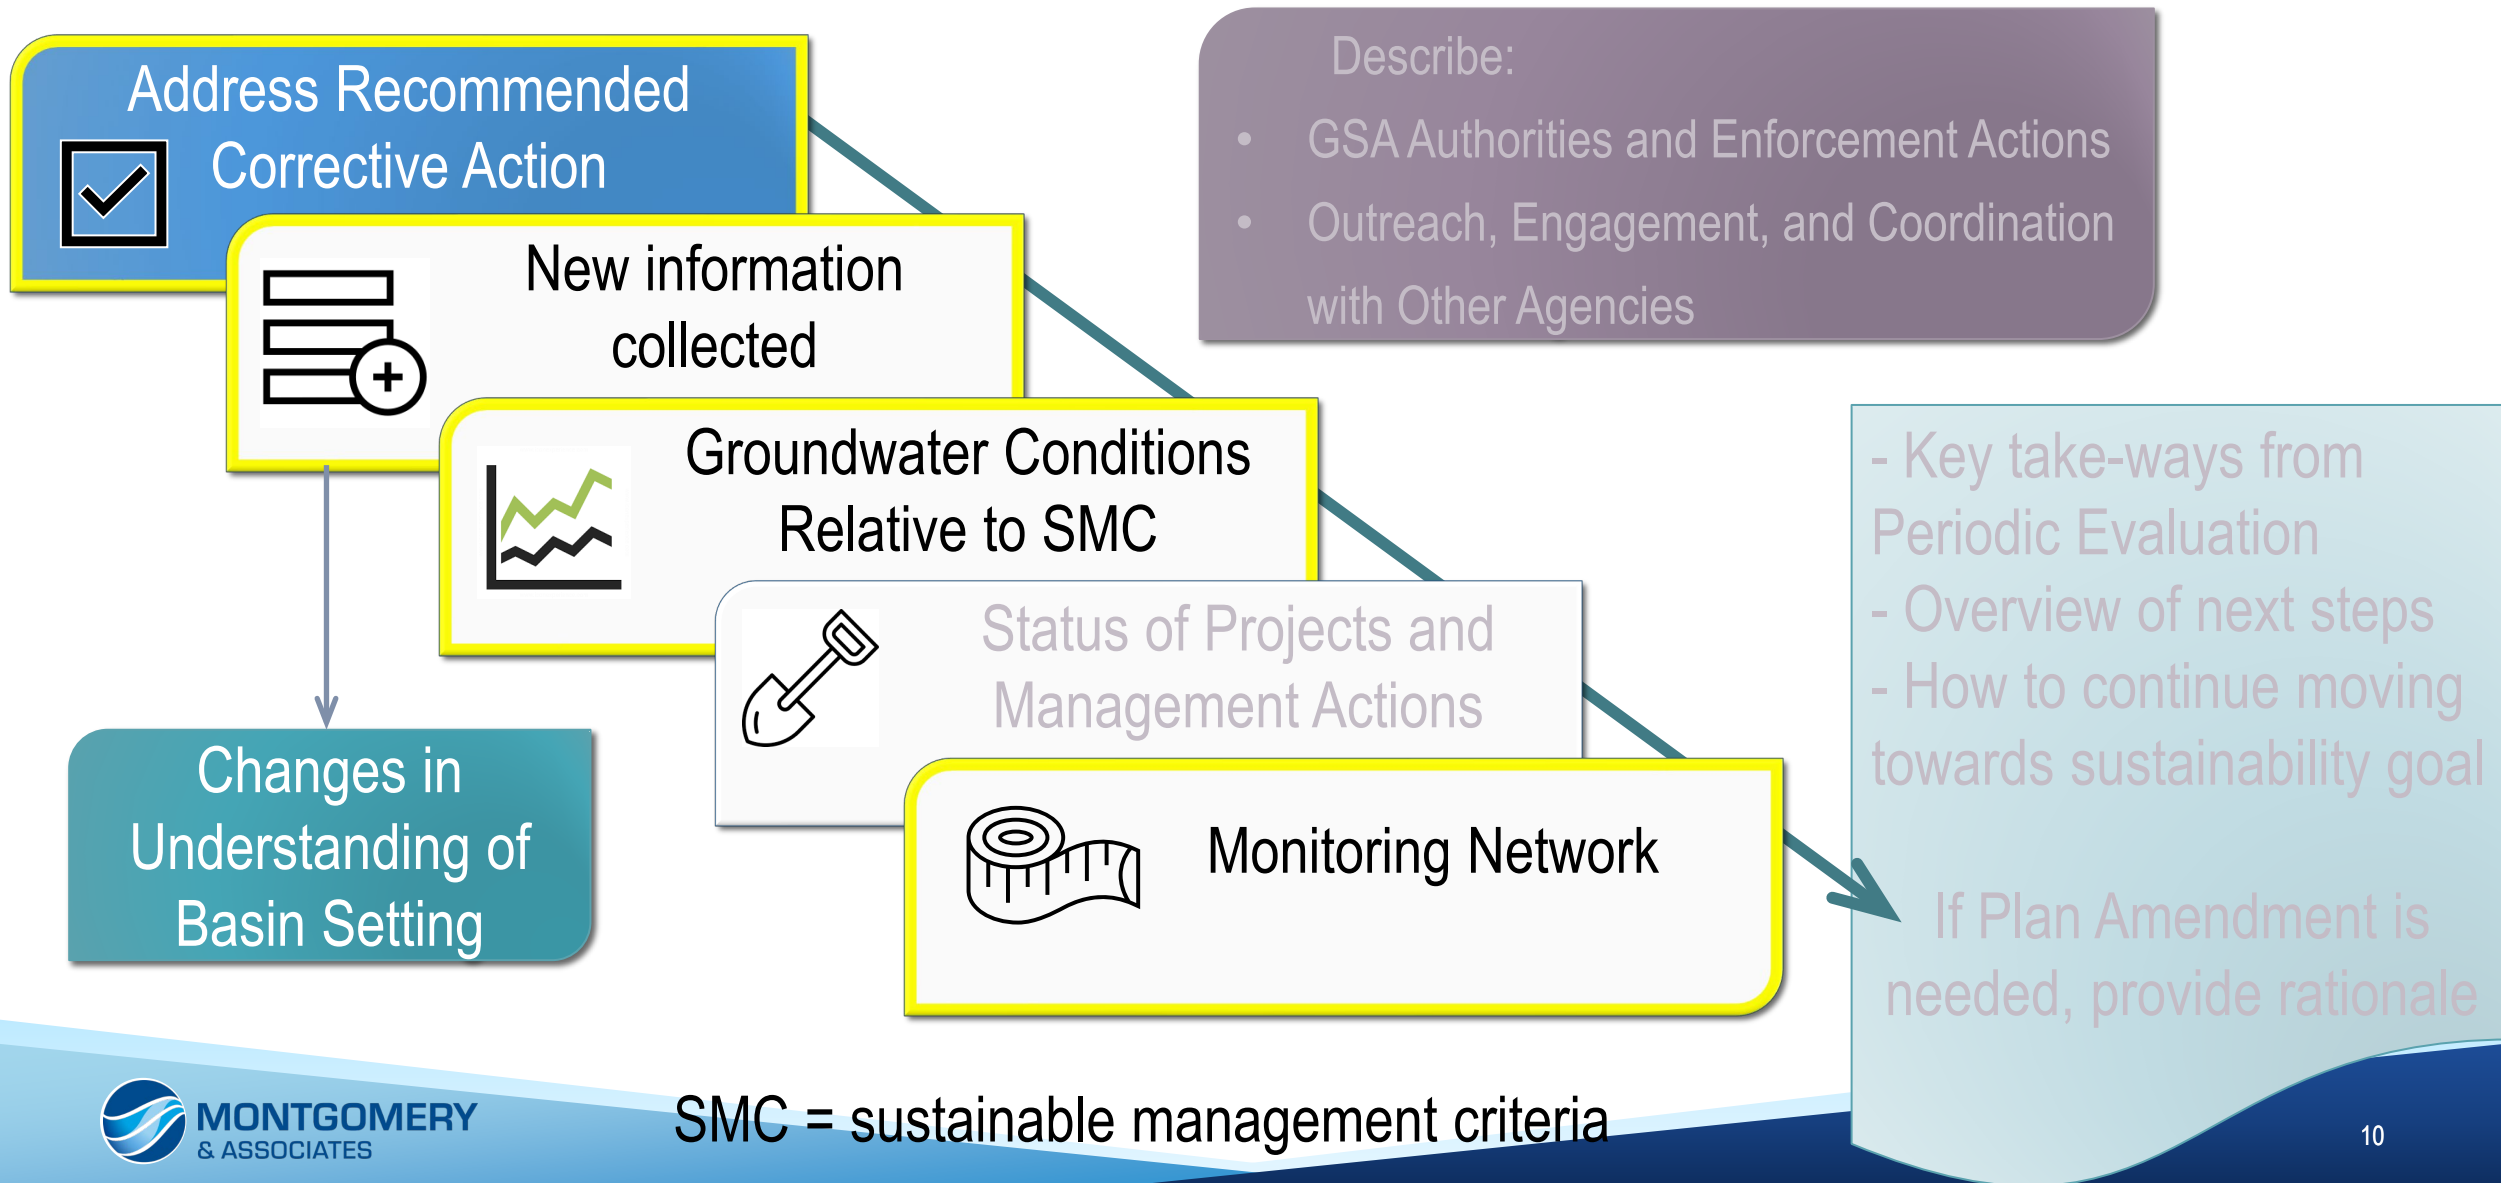 Address Recommended
Corrective Action
New information
collected
Groundwater Conditions
Relative to SMC
Status of Projects and
Management Actions
Monitoring Network
Changes in
Understanding of
Basin Setting
Describe:
• GSA Authorities and Enforcement Actions
• Outreach, Engagement, and Coordination
with Other Agencies
- Key take-ways from
Periodic Evaluation
- Overview of next steps
- How to continue moving
towards sustainability goal
If Plan Amendment is
needed, provide rationale
MONTGOMERY
& ASSOCIATES
SMC = sustainable management criteria
10